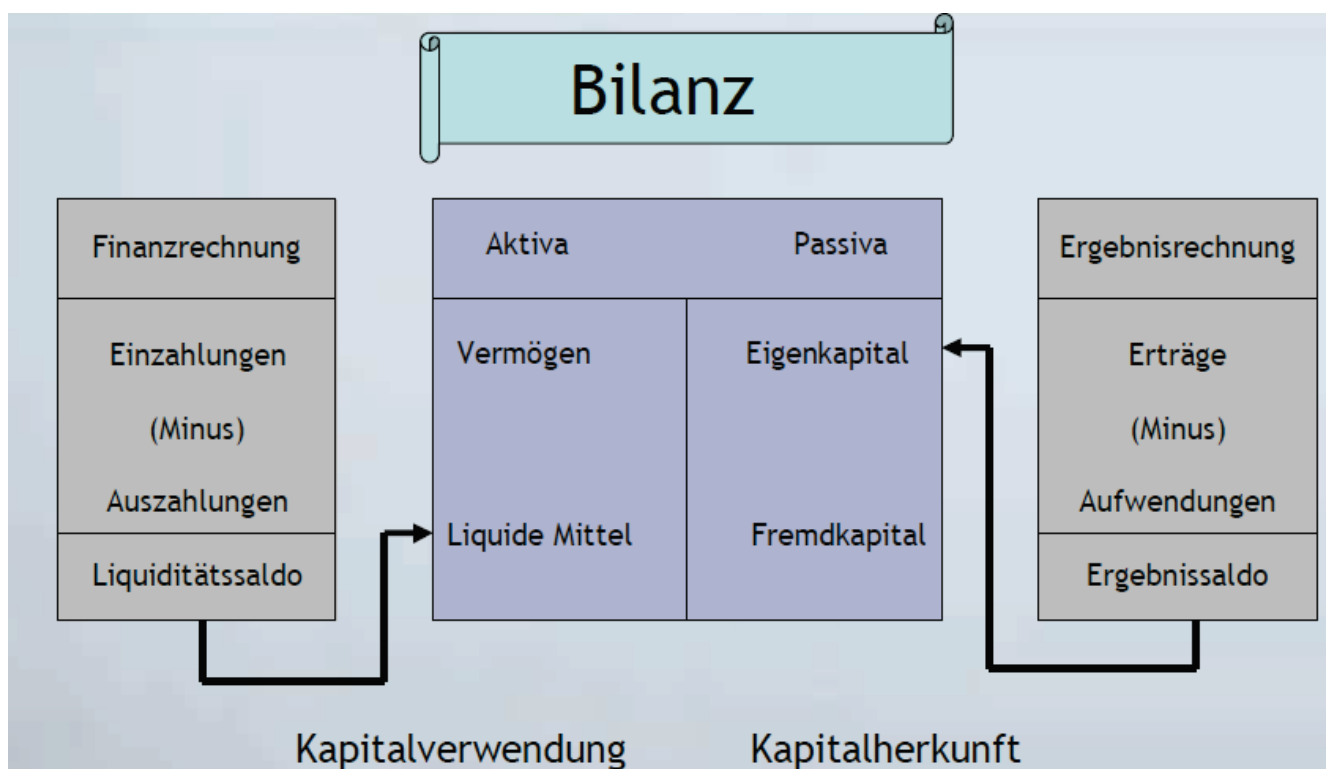 Bilanz
Finanzrechnung
Einzahlungen
(Minus)
Auszahlungen
Liquiditätssaldo
Aktiva Passiva
Vermögen Eigenkapital
Liquide Mittel Fremdkapital
Ergebnisrechnung
Erträge
(Minus)
Aufwendungen
Ergebnissaldo
Kapitalverwendung Kapitalherkunft